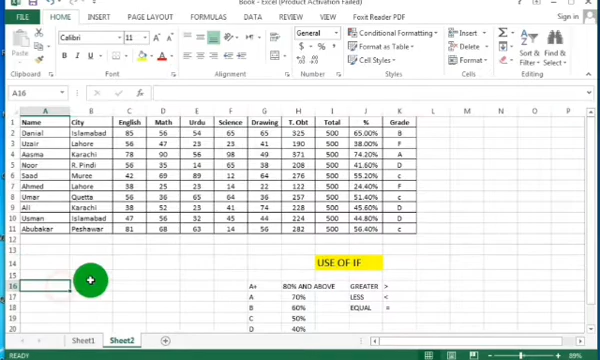 Book - Excel (Product Activation Failed)
Sign in
FILE HOME INSERT PAGE LAYOUT FORMULAS DATA REVIEW VIEW Foxit Reader PDF
Calibri 11 General Conditional Formatting Insert
Paste B I U $ % , Format as Table Delete Sort & Filter Find & Select
Cell Styles Format
Clipboard Font Alignment Number Styles Cells Editing
A16 fx
A B C D E F G H I J K L M N O
1 Name City English Math Urdu Science Drawing T. Obt Total % Grade
2 Danial Islamabad 85 56 54 65 65 325 500 65.00% B
3 Uzair Lahore 56 47 23 23 41 190 500 38.00% F
4 Aasma Karachi 78 90 56 98 49 371 500 74.20% A
5 Noor R. Pindi 56 35 14 65 38 208 500 41.60% D
6 Saad Muree 42 69 89 12 64 276 500 55.20% c
7 Ahmed Lahore 38 25 23 14 22 122 500 24.40% F
8 Umar Quetta 56 36 65 64 36 257 500 51.40% c
9 Ali Karachi 38 52 23 41 74 228 500 45.60% D
10 Usman Islamabad 47 56 32 45 44 224 500 44.80% D
11 Abubakar Peshawar 81 68 63 14 56 282 500 56.40% c
12
14 USE OF IF
15
16 A+ 80% AND ABOVE GREATER >
17 A 70% LESS <
18 B 60% EQUAL =
19 C 50%
20 D 40%
Sheet1 Sheet2
READY 89%